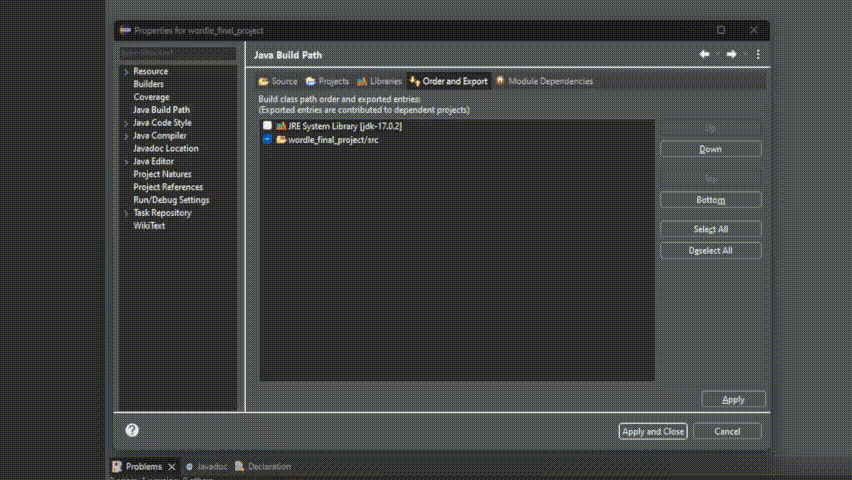 Properties for wordle_final_project
type filter text
Java Build Path
Resource
Builders
Coverage
Java Build Path
Java Code Style
Java Compiler
Javadoc Location
Java Editor
Project Natures
Project References
Run/Debug Settings
Task Repository
WikiText
Source Projects Libraries Order and Export Module Dependencies
Build class path order and exported entries:
(Exported entries are contributed to dependent projects)
JRE System Library [jdk-17.0.2]
wordle_final_project/src
Up
Down
Top
Bottom
Select All
Deselect All
Apply
Apply and Close Cancel
Problems Javadoc Declaration